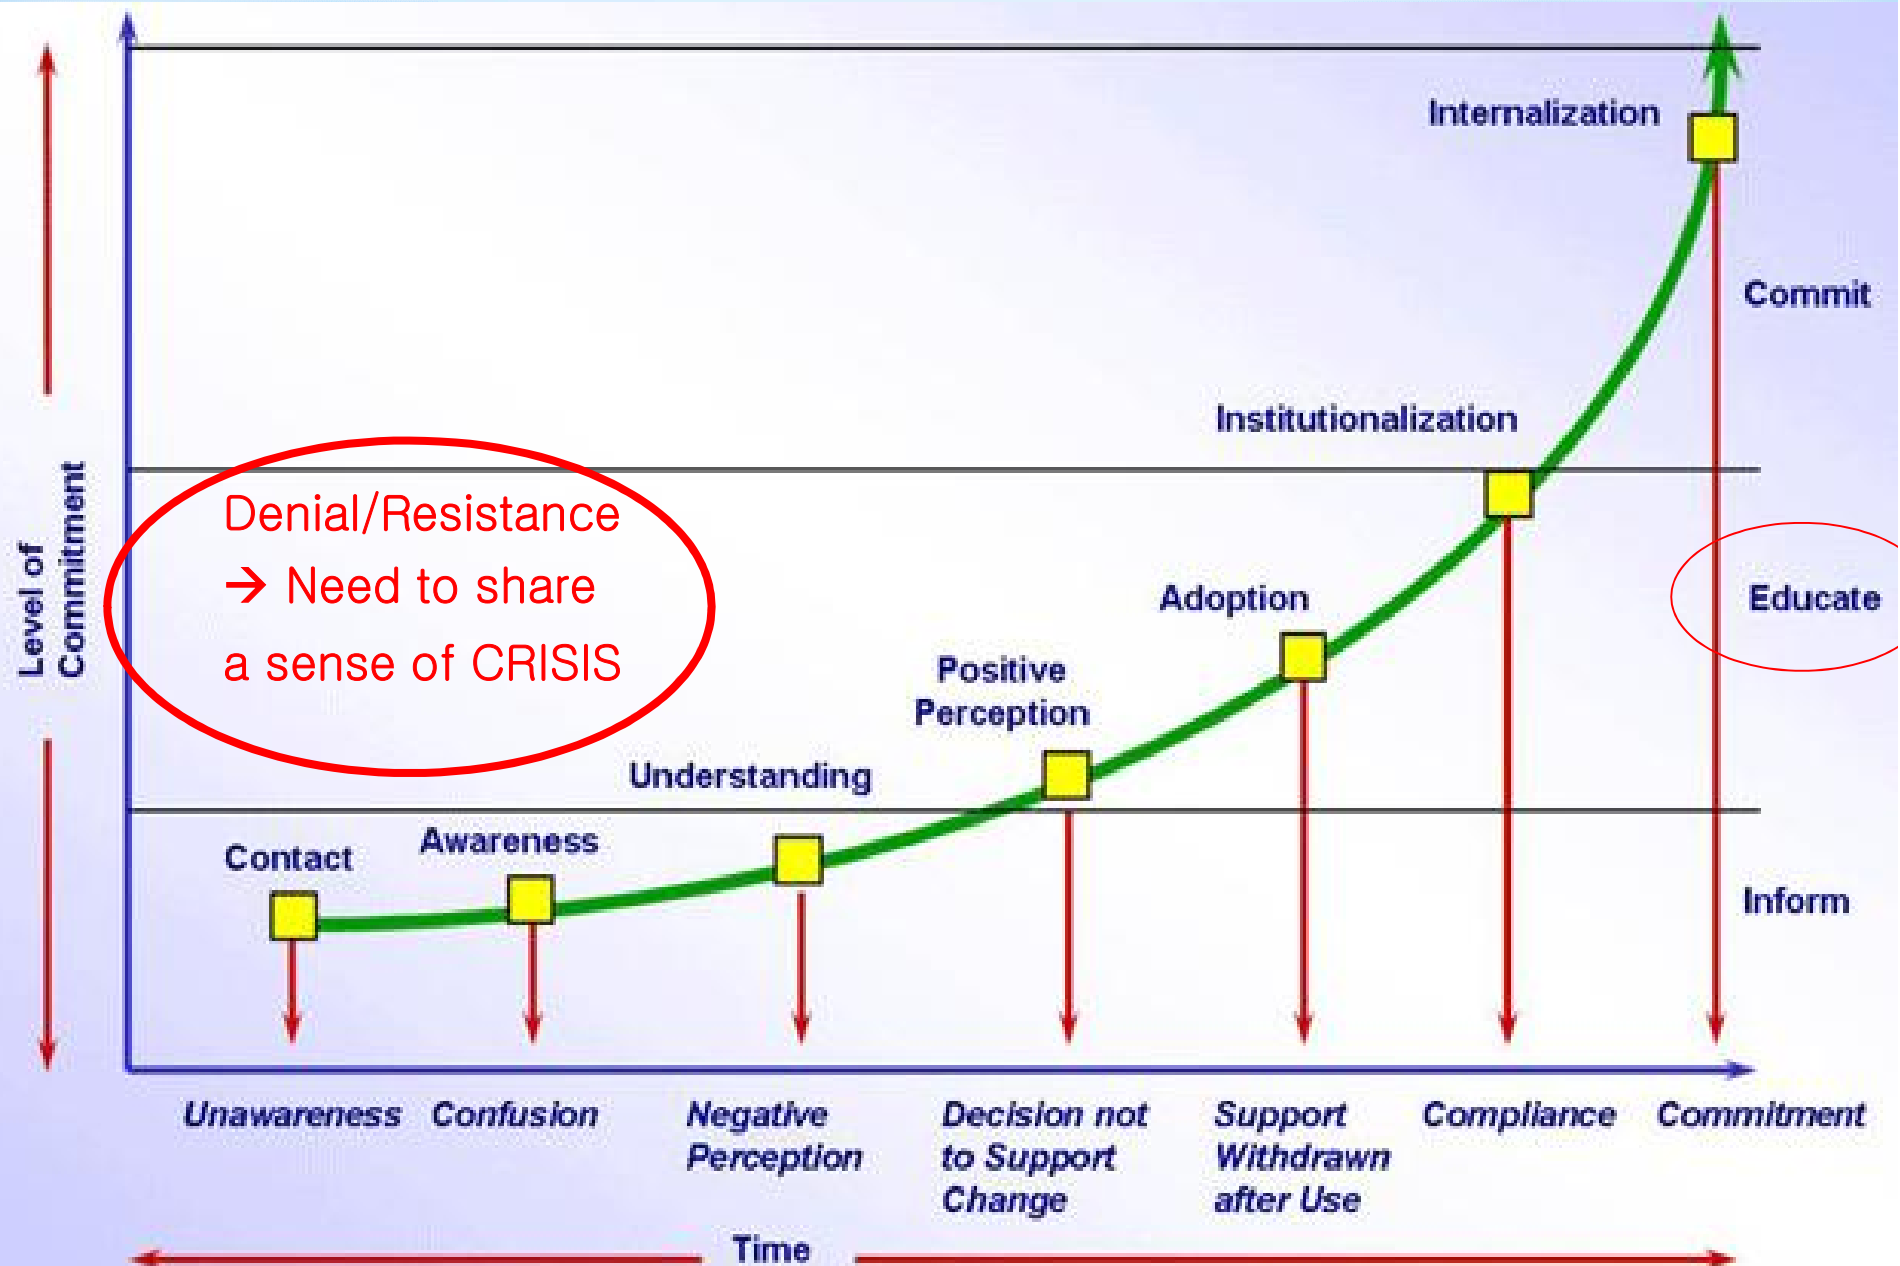 Internalization
Commit
Institutionalization
Level of
Commitment
Denial/Resistance
→ Need to share
a sense of CRISIS
Educate
Adoption
Positive
Perception
Understanding
Awareness
Contact
Inform
Unawareness
Confusion
Negative
Perception
Decision not
to Support
Change
Support
Withdrawn
after Use
Compliance
Commitment
Time